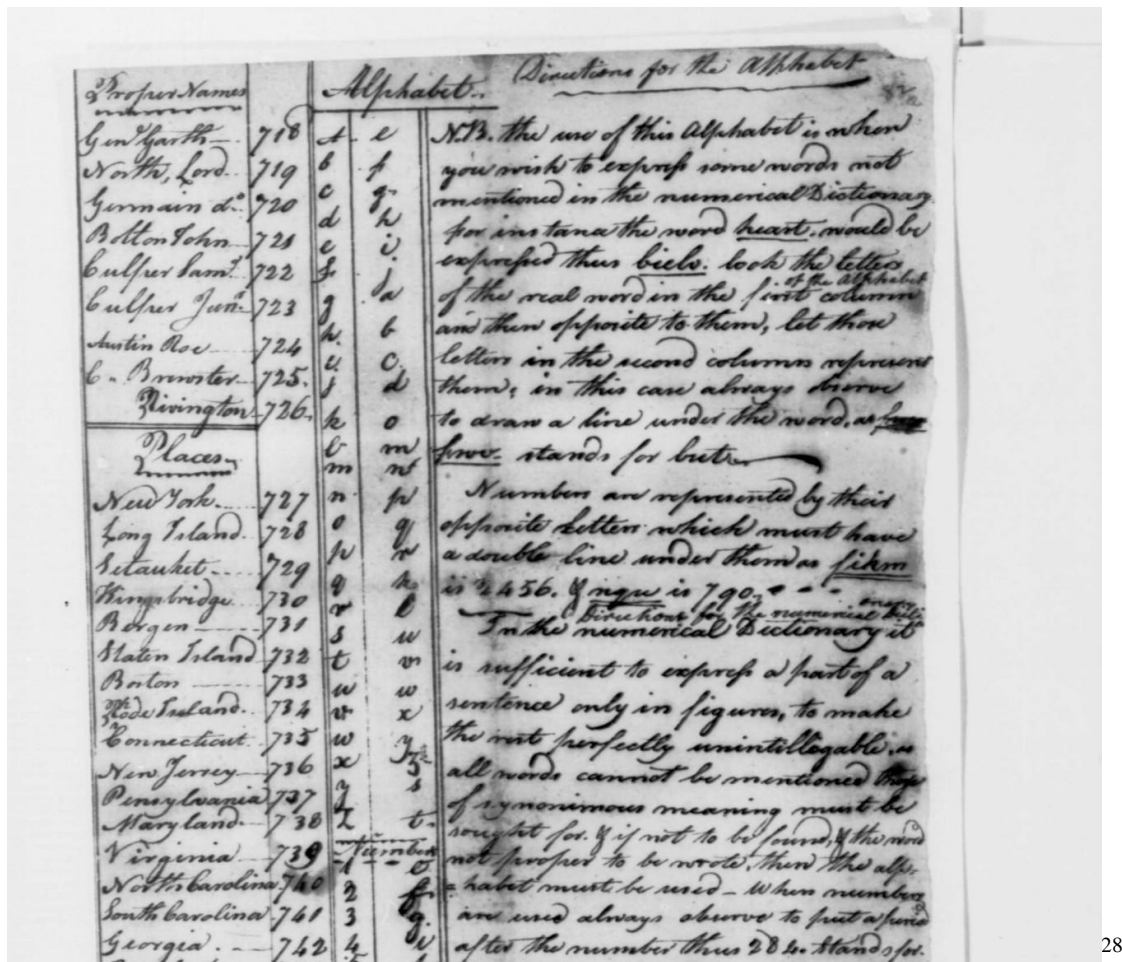 Proper Names
Gen.l Garth 718
North, Lord 719
Germain do. 720
Bolton John 721
Culper Sam.l 722
Culper Jun.r 723
Austin Roe 724
C. Brewster 725.
Rivington 726.
Places
New York 727
Long Island 728
Setauket 729
Kingsbridge 730
Bergen 731
Staten Island 732
Boston 733
Rhode Island 734
Connecticut 735
New Jersey 736
Pensylvania 737
Maryland 738
Virginia 739
North Carolina 740
South Carolina 741
Georgia 742
Alphabet
a e
b f
c g
d h
e i
f j
g a
h b
i c
j d
k o
l m
m n
n p
o q
p r
q k
r l
s u
t v
u w
v x
w y
x z
y s
z t
Numbers
1 e
2 f
3 g
4 i
Directions for the Alphabet
N.B. the use of this Alphabet is when
you wish to express some words not
mentioned in the numerical Dictionary
for instance the word heart. would be
expressed thus biels. look the letters
of the Alphabet
of the real word in the first column
and then opposite to them, let those
letters in the second column represent
them; in this case always observe
to draw a line under the word, as
fwv. stands for but
Numbers are represented by their
opposite Letters which must have
a double line under them as fikm
is 2456. & nqu is 790.
Directions for the numerical
In the numerical Dictionary it
is sufficient to express a part of a
sentence only in figures, to make
the rest perfectly unintillegable. as
all words cannot be mentioned those
of synonimous meaning must be
sought for. & if not to be found, & the word
not proper to be wrote, then the alp-
=habet must be used - when numbers
are used always observe to put a period
after the number thus 284. stands for
28